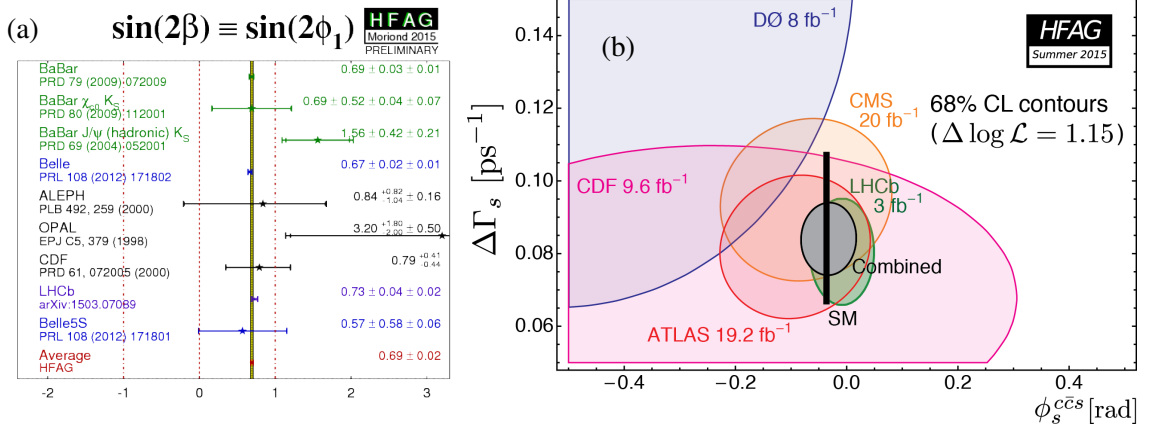 (a)
sin(2β) ≡ sin(2ϕ₁)
HFAG
Moriond 2015
PRELIMINARY
BaBar
PRD 79 (2009) 072009
0.69 ± 0.03 ± 0.01
BaBar χc0 KS
PRD 80 (2009) 112001
0.69 ± 0.52 ± 0.04 ± 0.07
BaBar J/ψ (hadronic) KS
PRD 69 (2004) 052001
1.56 ± 0.42 ± 0.21
Belle
PRL 108 (2012) 171802
0.67 ± 0.02 ± 0.01
ALEPH
PLB 492, 259 (2000)
0.84 +0.82 -1.04 ± 0.16
OPAL
EPJ C5, 379 (1998)
3.20 +1.80 -2.00 ± 0.50
CDF
PRD 61, 072005 (2000)
0.79 +0.41 -0.44
LHCb
arXiv:1503.07089
0.73 ± 0.04 ± 0.02
Belle5S
PRL 108 (2012) 171801
0.57 ± 0.58 ± 0.06
Average
HFAG
0.69 ± 0.02
-2 -1 0 1 2 3
(b)
HFAG
Summer 2015
DØ 8 fb⁻¹
CMS
20 fb⁻¹
68% CL contours
(Δ log ℒ = 1.15)
CDF 9.6 fb⁻¹
LHCb
3 fb⁻¹
Combined
SM
ATLAS 19.2 fb⁻¹
ΔΓs [ps⁻¹]
0.14
0.12
0.10
0.08
0.06
−0.4 −0.2 0.0 0.2 0.4
ϕs^cc̄s [rad]